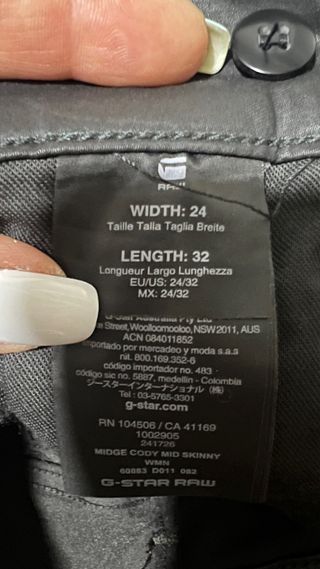 RAW
WIDTH: 24
Taille Talla Taglia Breite
LENGTH: 32
Longueur Largo Lunghezza
EU/US: 24/32
MX: 24/32
G-Star Australia Pty Ltd
Street, Woolloomooloo, NSW 2011, AUS
ACN 084011852
importado por mercadeo y moda s.a.s
nit. 800.169.352-6
código importador no. 483
código sic no. 5887. medellin - Colombia
ジースターインターナショナル (株)
Tel : 03-5765-3301
g-star.com
RN 104506 / CA 41169
1002905
241726
MIDGE CODY MID SKINNY
WMN
60883 D011 082
G-STAR RAW